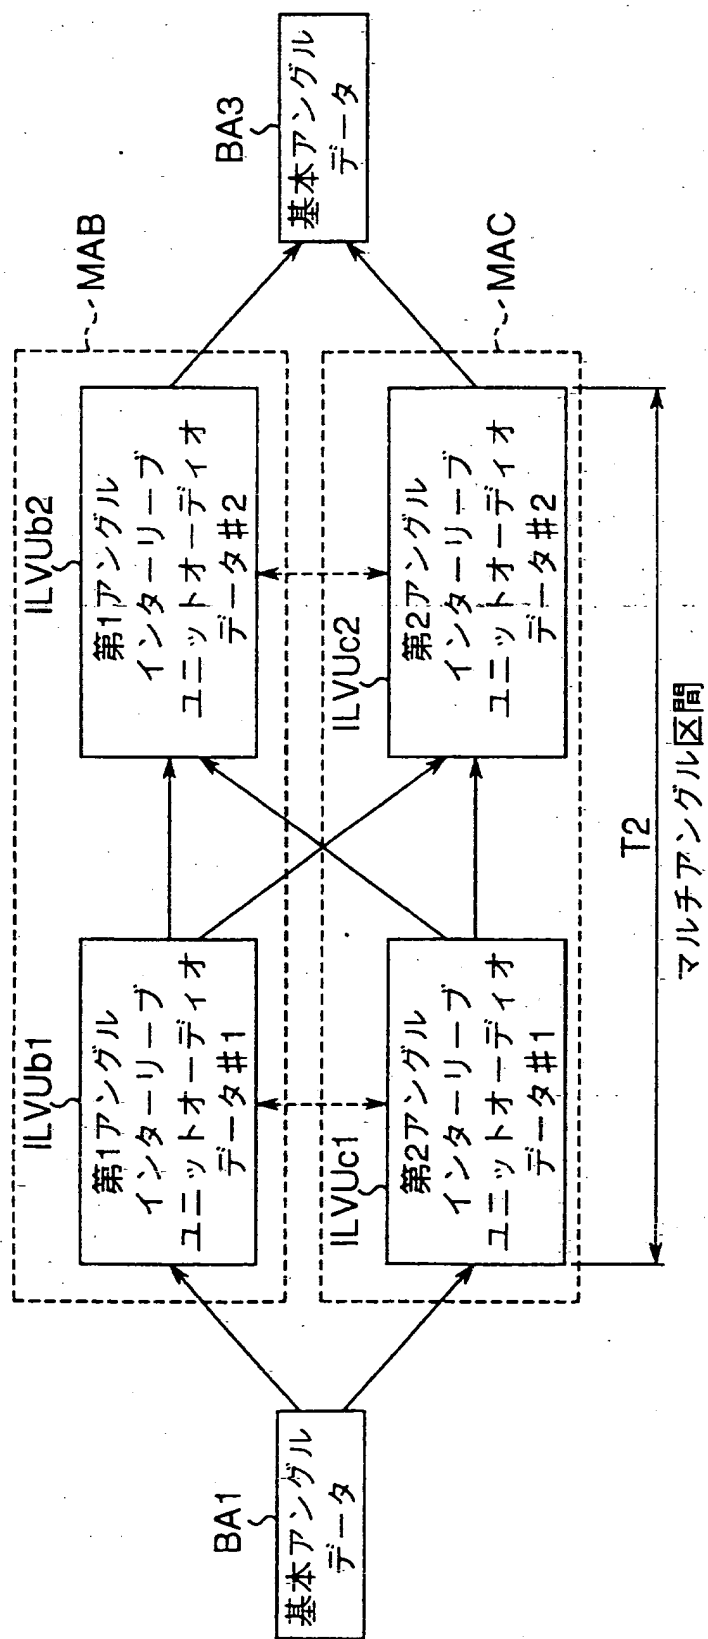 BA1
基本アングル
データ
MAB
ILVUb1
第1アングル
インターリーブ
ユニットオーディオ
データ#1
ILVUb2
第1アングル
インターリーブ
ユニットオーディオ
データ#2
BA3
基本アングル
データ
MAC
ILVUc1
第2アングル
インターリーブ
ユニットオーディオ
データ#1
ILVUc2
第2アングル
インターリーブ
ユニットオーディオ
データ#2
T2
マルチアングル区間